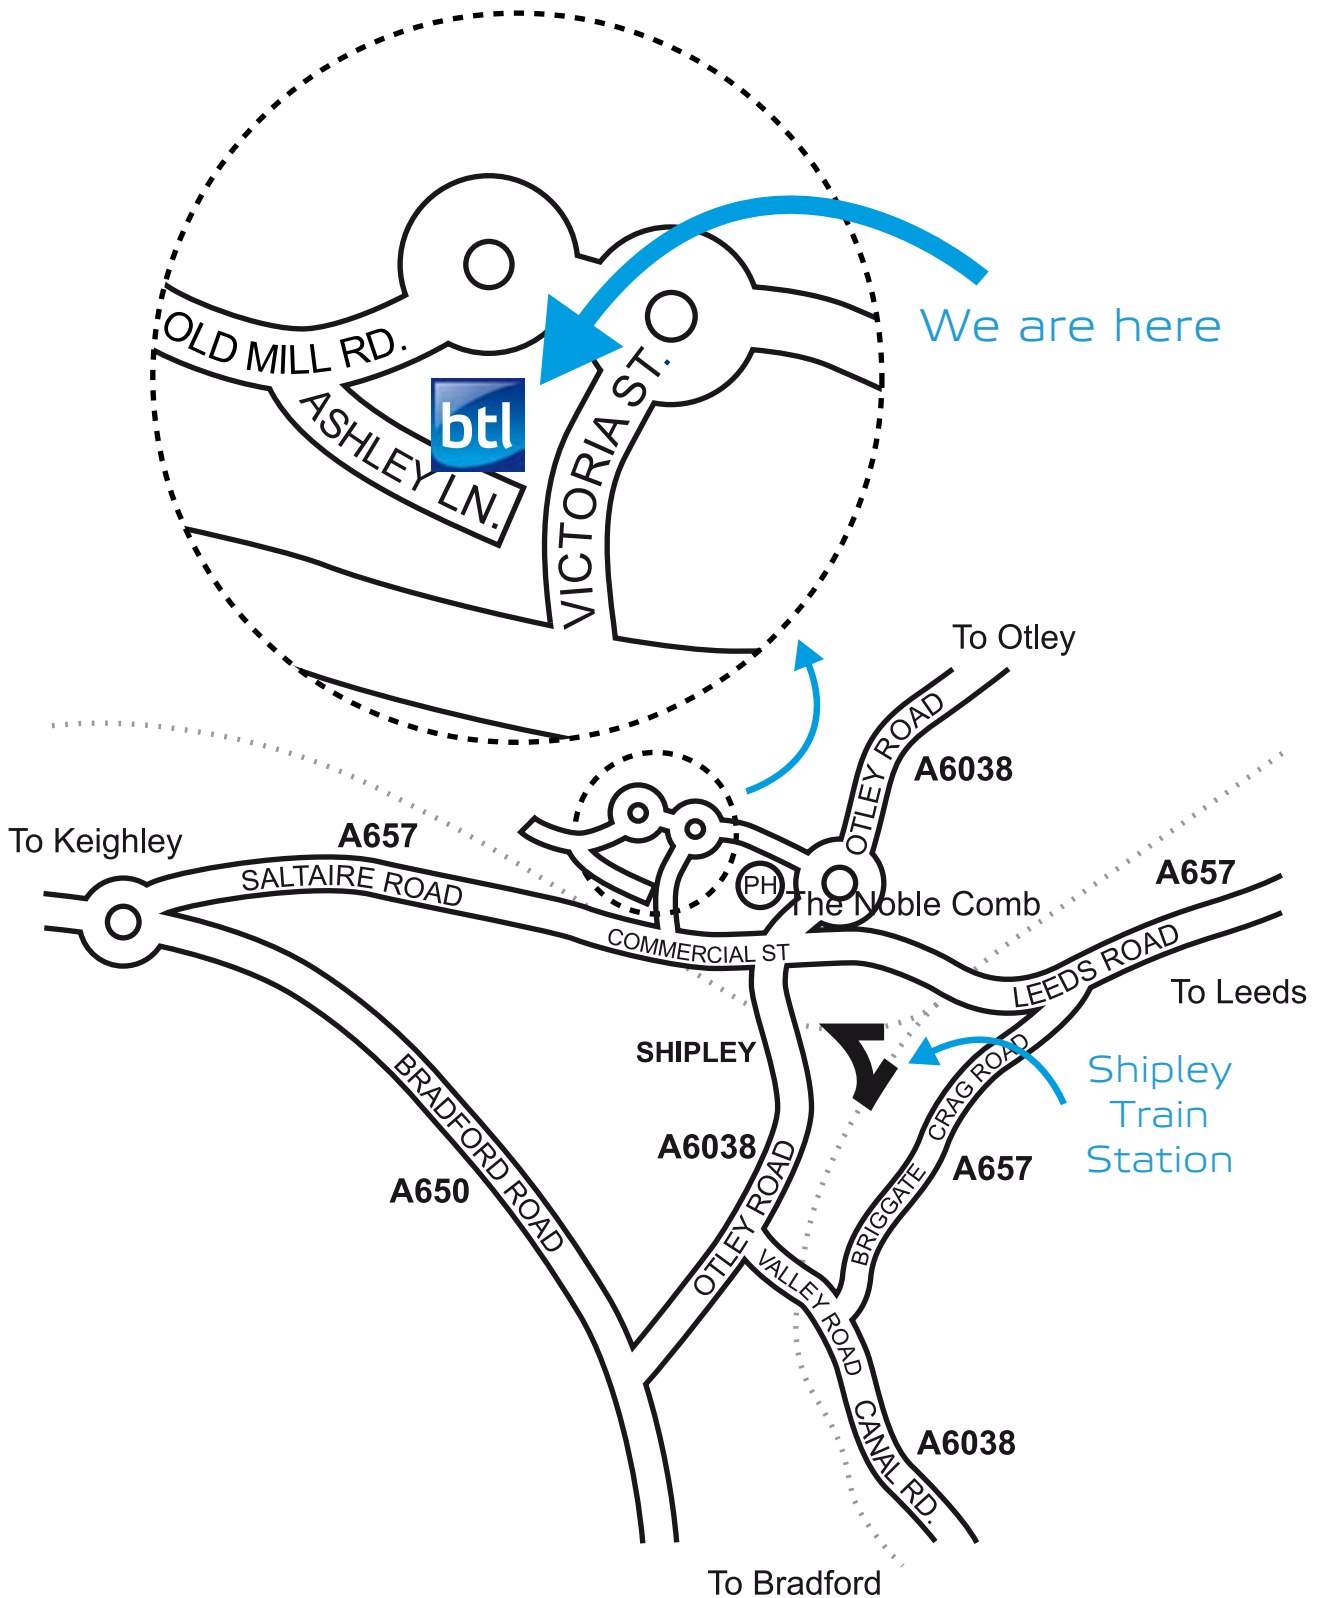 We are here
OLD MILL RD.
ASHLEY LN.
btl
VICTORIA ST.
To Otley
OTLEY ROAD
A6038
To Keighley
A657
SALTAIRE ROAD
PH
The Noble Comb
A657
COMMERCIAL ST
LEEDS ROAD
To Leeds
SHIPLEY
Shipley
Train
Station
CRAG ROAD
BRADFORD ROAD
A650
A6038
OTLEY ROAD
A657
BRIGGATE
VALLEY ROAD
CANAL RD.
A6038
To Bradford